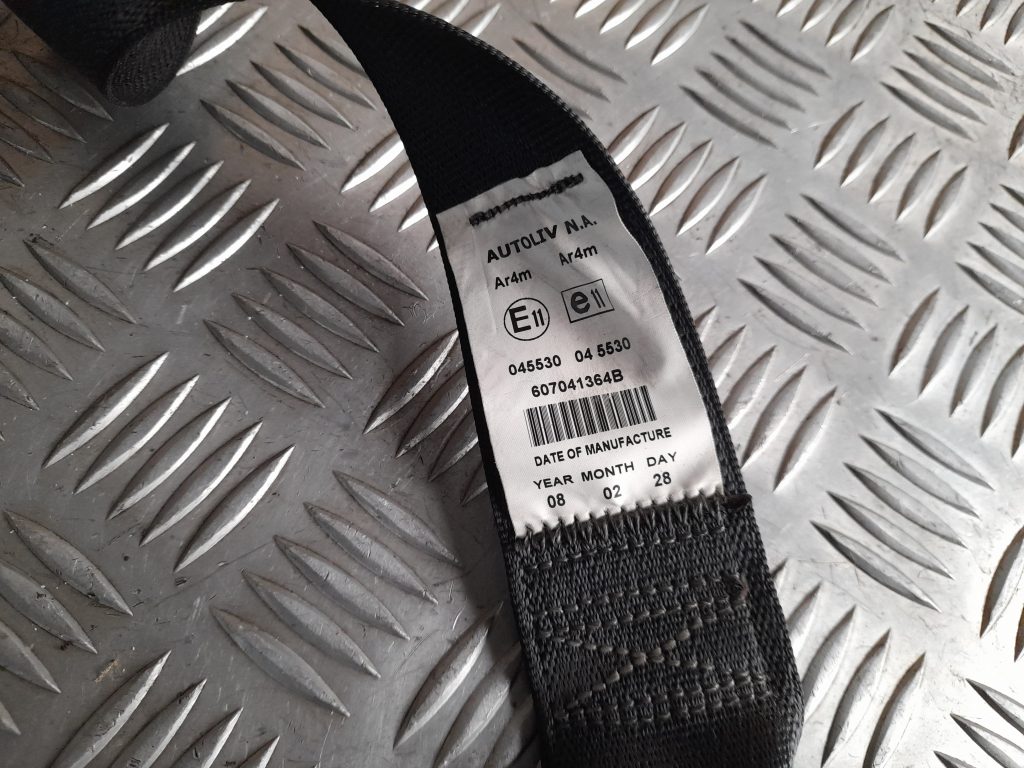 AUTOLIV N.A.
Ar4m Ar4m
E11 e11
045530 04 5530
607041364B
DATE OF MANUFACTURE
YEAR MONTH DAY
08 02 28